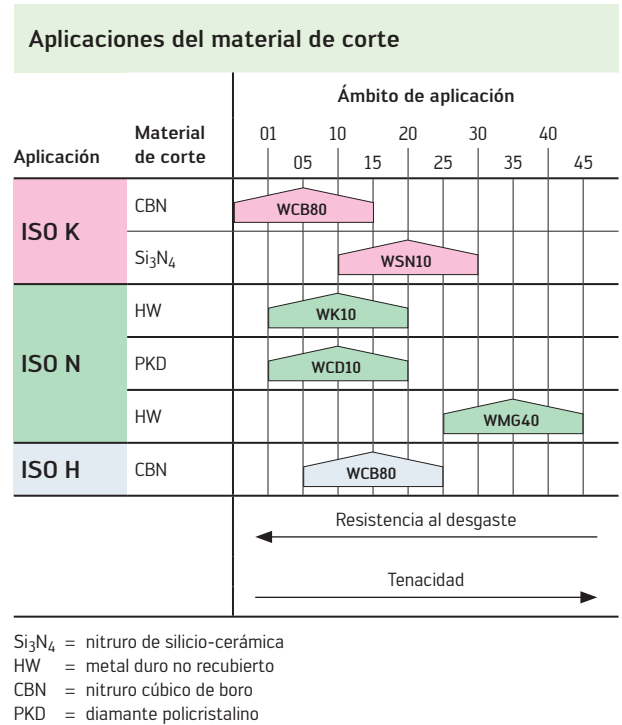 Aplicaciones del material de corte
Ámbito de aplicación
Aplicación
Material
de corte
01 10 20 30 40
05 15 25 35 45
ISO K
CBN
WCB80
Si₃N₄
WSN10
ISO N
HW
WK10
PKD
WCD10
HW
WMG40
ISO H
CBN
WCB80
Resistencia al desgaste
Tenacidad
Si₃N₄ = nitruro de silicio-cerámica
HW = metal duro no recubierto
CBN = nitruro cúbico de boro
PKD = diamante policristalino